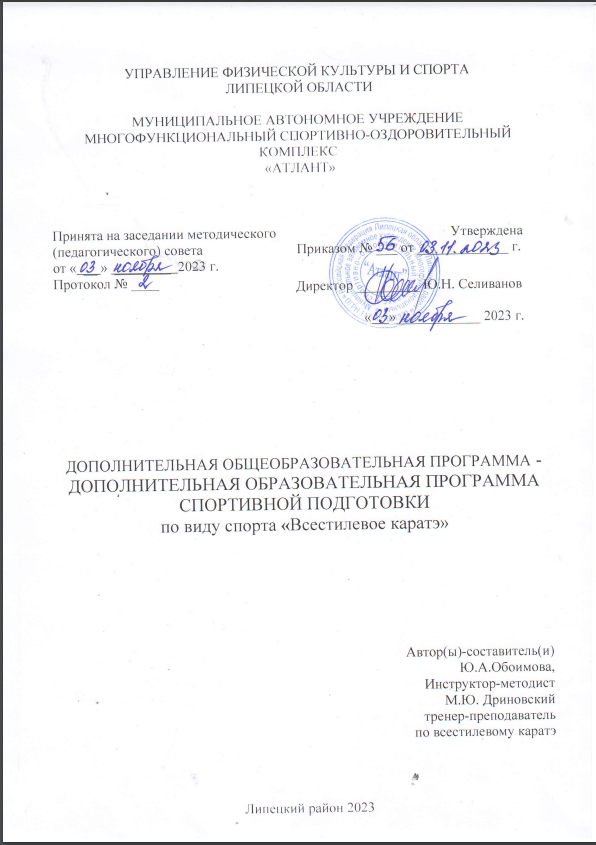 УПРАВЛЕНИЕ ФИЗИЧЕСКОЙ КУЛЬТУРЫ И СПОРТА
ЛИПЕЦКОЙ ОБЛАСТИ
МУНИЦИПАЛЬНОЕ АВТОНОМНОЕ УЧРЕЖДЕНИЕ
МНОГОФУНКЦИОНАЛЬНЫЙ СПОРТИВНО-ОЗДОРОВИТЕЛЬНЫЙ
КОМПЛЕКС
«АТЛАНТ»
Принята на заседании методического
(педагогического) совета
от «03» ноября 2023 г.
Протокол № 2
Утверждена
Приказом № 56 от 03.11.2023 г.
Директор Ю.Н. Селиванов
«03» ноября 2023 г.
ДОПОЛНИТЕЛЬНАЯ ОБЩЕОБРАЗОВАТЕЛЬНАЯ ПРОГРАММА -
ДОПОЛНИТЕЛЬНАЯ ОБРАЗОВАТЕЛЬНАЯ ПРОГРАММА
СПОРТИВНОЙ ПОДГОТОВКИ
по виду спорта «Всестилевое каратэ»
Автор(ы)-составитель(и)
Ю.А.Обоимова,
Инструктор-методист
М.Ю. Дриновский
тренер-преподаватель
по всестилевому каратэ
Липецкий район 2023